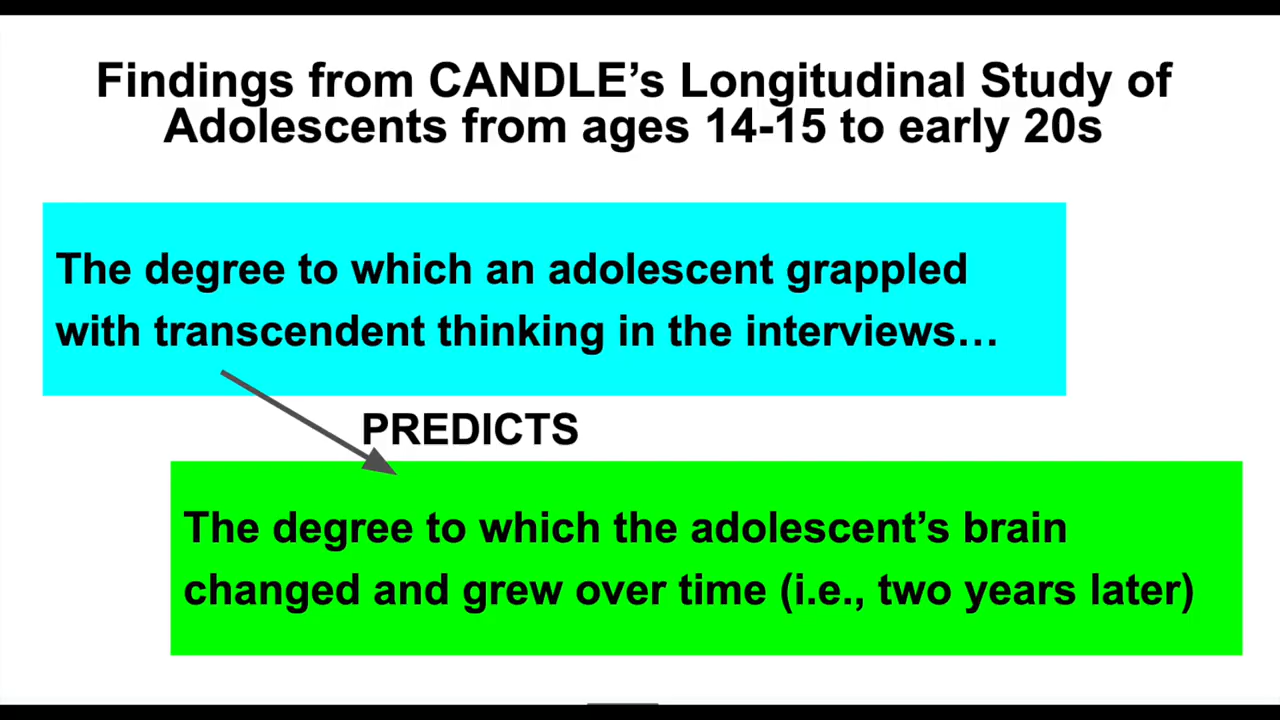 Findings from CANDLE’s Longitudinal Study of
Adolescents from ages 14-15 to early 20s
The degree to which an adolescent grappled
with transcendent thinking in the interviews…
PREDICTS
The degree to which the adolescent’s brain
changed and grew over time (i.e., two years later)